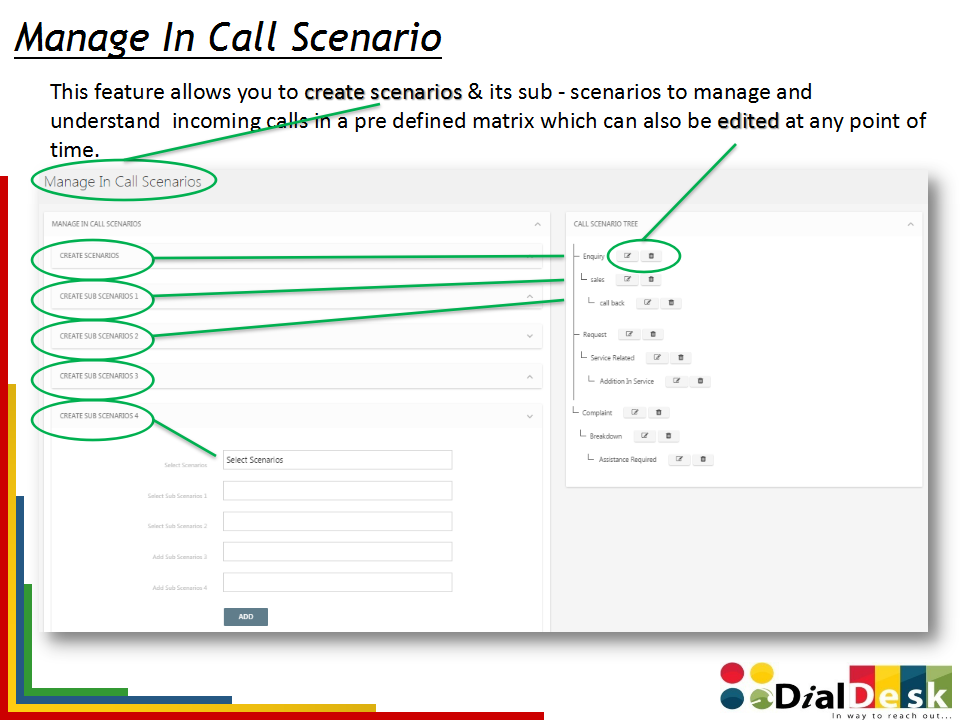 Manage In Call Scenario
This feature allows you to create scenarios & its sub - scenarios to manage and
understand  incoming calls in a pre defined matrix which can also be edited at any point of
time.
Manage In Call Scenarios
MANAGE IN CALL SCENARIOS
CREATE SCENARIOS
CREATE SUB SCENARIOS 1
CREATE SUB SCENARIOS 2
CREATE SUB SCENARIOS 3
CREATE SUB SCENARIOS 4
Select Scenarios
Select Scenarios
Select Sub Scenarios 1
Select Sub Scenarios 2
Add Sub Scenarios 3
Add Sub Scenarios 4
ADD
CALL SCENARIO TREE
Enquiry
sales
call back
Request
Service Related
Addition In Service
Complaint
Breakdown
Assistance Required
DialDesk
In way to reach out...